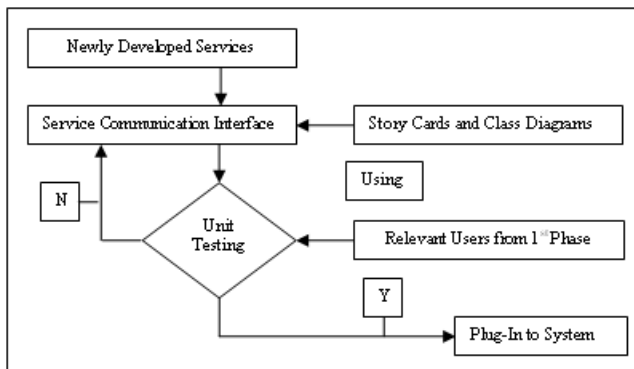 Newly Developed Services
Service Communication Interface
Story Cards and Class Diagrams
Using
N
Unit
Testing
Relevant Users from 1st Phase
Y
Plug-In to System